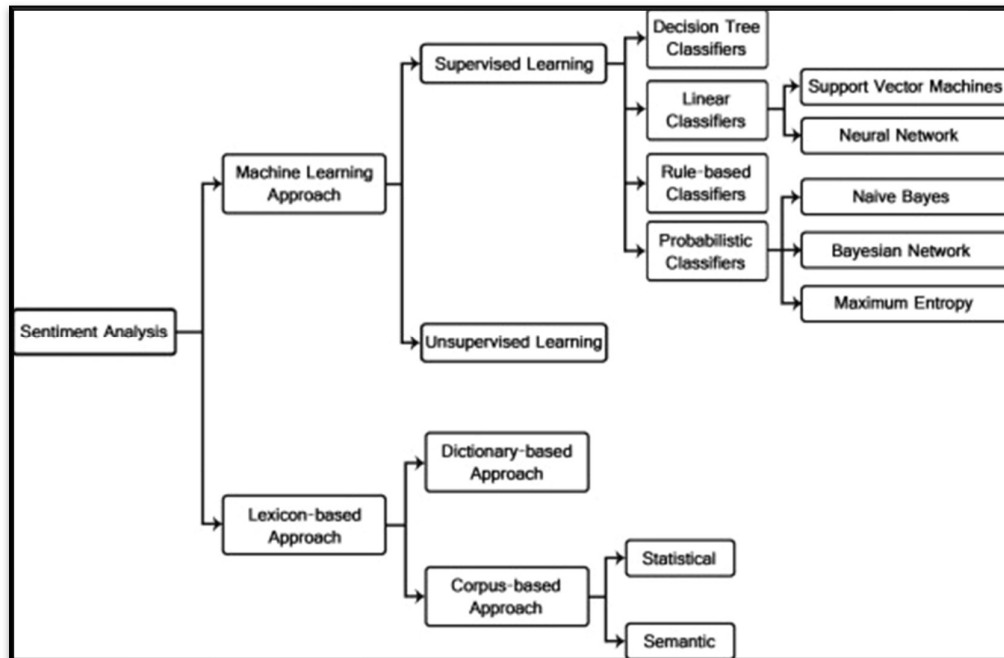 Decision Tree
Classifiers
Supervised Learning
Support Vector Machines
Linear
Classifiers
Neural Network
Machine Learning
Approach
Rule-based
Classifiers
Naive Bayes
Probabilistic
Classifiers
Bayesian Network
Maximum Entropy
Sentiment Analysis
Unsupervised Learning
Dictionary-based
Approach
Lexicon-based
Approach
Statistical
Corpus-based
Approach
Semantic